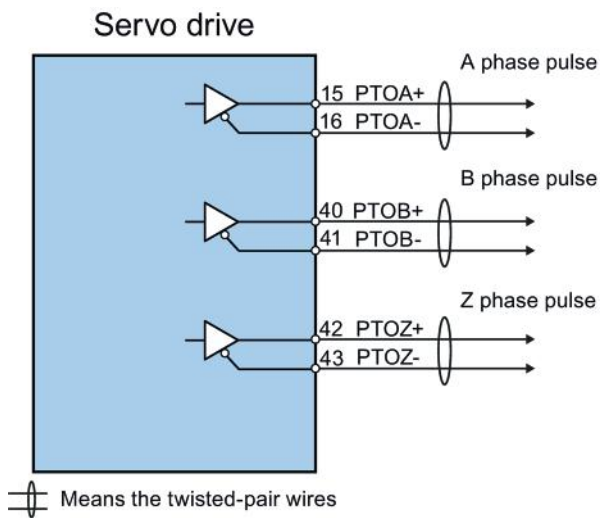 Servo drive
A phase pulse
15 PTOA+
16 PTOA-
B phase pulse
40 PTOB+
41 PTOB-
Z phase pulse
42 PTOZ+
43 PTOZ-
Means the twisted-pair wires